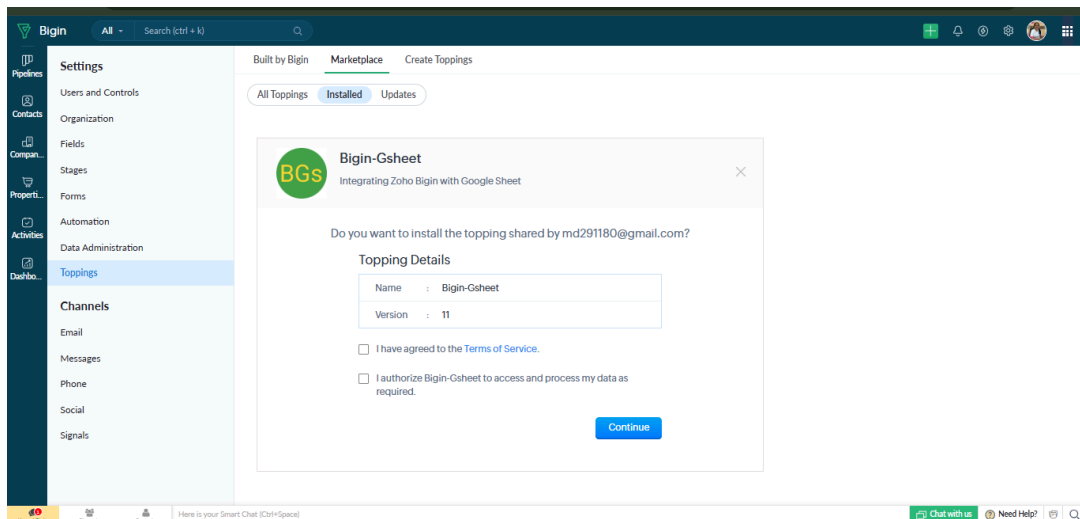 Bigin
All
Search (ctrl + k)
Pipelines
Contacts
Compan...
Properti...
Activities
Dashbo...
Settings
Users and Controls
Organization
Fields
Stages
Forms
Automation
Data Administration
Toppings
Channels
Email
Messages
Phone
Social
Signals
Built by Bigin Marketplace Create Toppings
All Toppings Installed Updates
BGs
Bigin-Gsheet
Integrating Zoho Bigin with Google Sheet
Do you want to install the topping shared by md291180@gmail.com?
Topping Details
Name : Bigin-Gsheet
Version : 11
I have agreed to the Terms of Service.
I authorize Bigin-Gsheet to access and process my data as
required.
Continue
Here is your Smart Chat (Ctrl+Space)
Chat with us
Need Help?